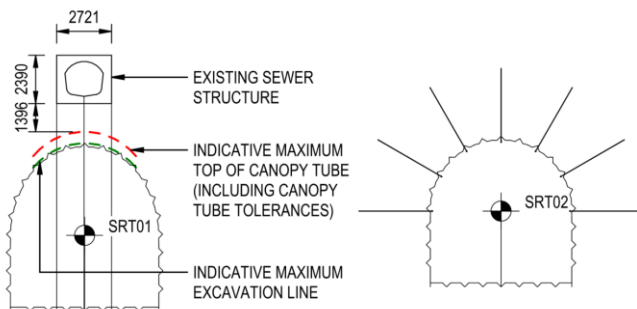 2721
2390
1396
EXISTING SEWER
STRUCTURE
INDICATIVE MAXIMUM
TOP OF CANOPY TUBE
(INCLUDING CANOPY
TUBE TOLERANCES)
SRT01
SRT02
INDICATIVE MAXIMUM
EXCAVATION LINE